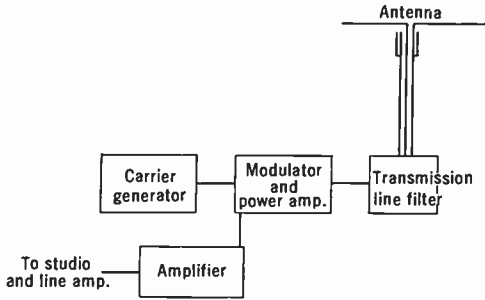 Antenna
Carrier
generator
Modulator
and
power amp.
Transmission
line filter
To studio
and line amp.
Amplifier